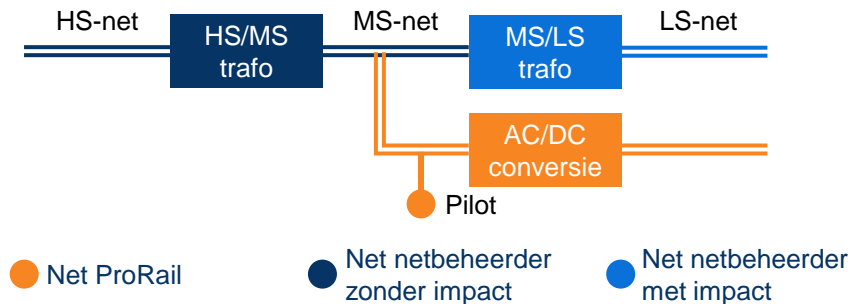 HS-net
MS-net
LS-net
HS/MS
trafo
MS/LS
trafo
AC/DC
conversie
Pilot
Net ProRail
Net netbeheerder
zonder impact
Net netbeheerder
met impact